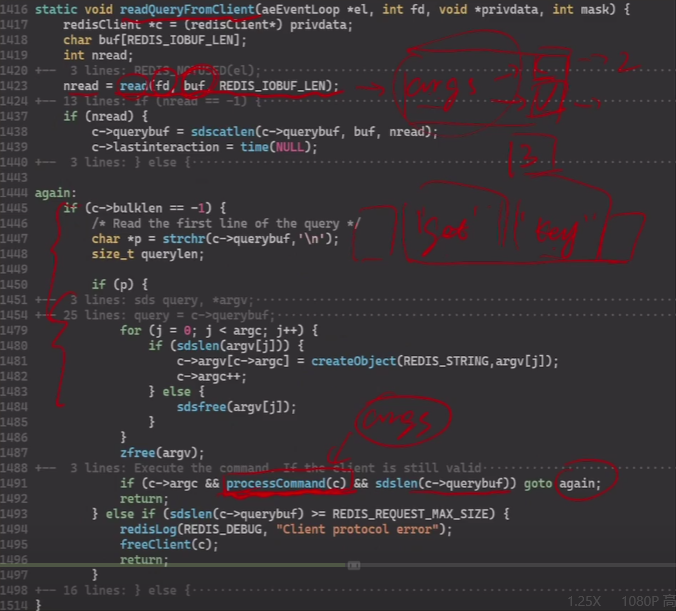 1416 static void readQueryFromClient(aeEventLoop *el, int fd, void *privdata, int mask) {
1417     redisClient *c = (redisClient*) privdata;
1418     char buf[REDIS_IOBUF_LEN];
1419     int nread;
1420 +--  3 lines: REDIS_NOTUSED(el);
1423     nread = read(fd, buf, REDIS_IOBUF_LEN);
1424 +-- 13 lines: if (nread == -1) {
1437     if (nread) {
1438         c->querybuf = sdscatlen(c->querybuf, buf, nread);
1439         c->lastinteraction = time(NULL);
1440 +--  3 lines: } else {
1443
1444 again:
1445     if (c->bulklen == -1) {
1446         /* Read the first line of the query */
1447         char *p = strchr(c->querybuf,'\n');
1448         size_t querylen;
1449
1450         if (p) {
1451 +--  3 lines: sds query, *argv;
1454 +-- 25 lines: query = c->querybuf;
1479             for (j = 0; j < argc; j++) {
1480                 if (sdslen(argv[j])) {
1481                     c->argv[c->argc] = createObject(REDIS_STRING,argv[j]);
1482                     c->argc++;
1483                 } else {
1484                     sdsfree(argv[j]);
1485                 }
1486             }
1487             zfree(argv);
1488 +--  3 lines: Execute the command. If the client is still valid
1491             if (c->argc && processCommand(c) && sdslen(c->querybuf)) goto again;
1492             return;
1493         } else if (sdslen(c->querybuf) >= REDIS_REQUEST_MAX_SIZE) {
1494             redisLog(REDIS_DEBUG, "Client protocol error");
1495             freeClient(c);
1496             return;
1497         }
1498 +-- 16 lines: } else {
1514 }
args
3
"Set"
args
1.25X 1080P 高